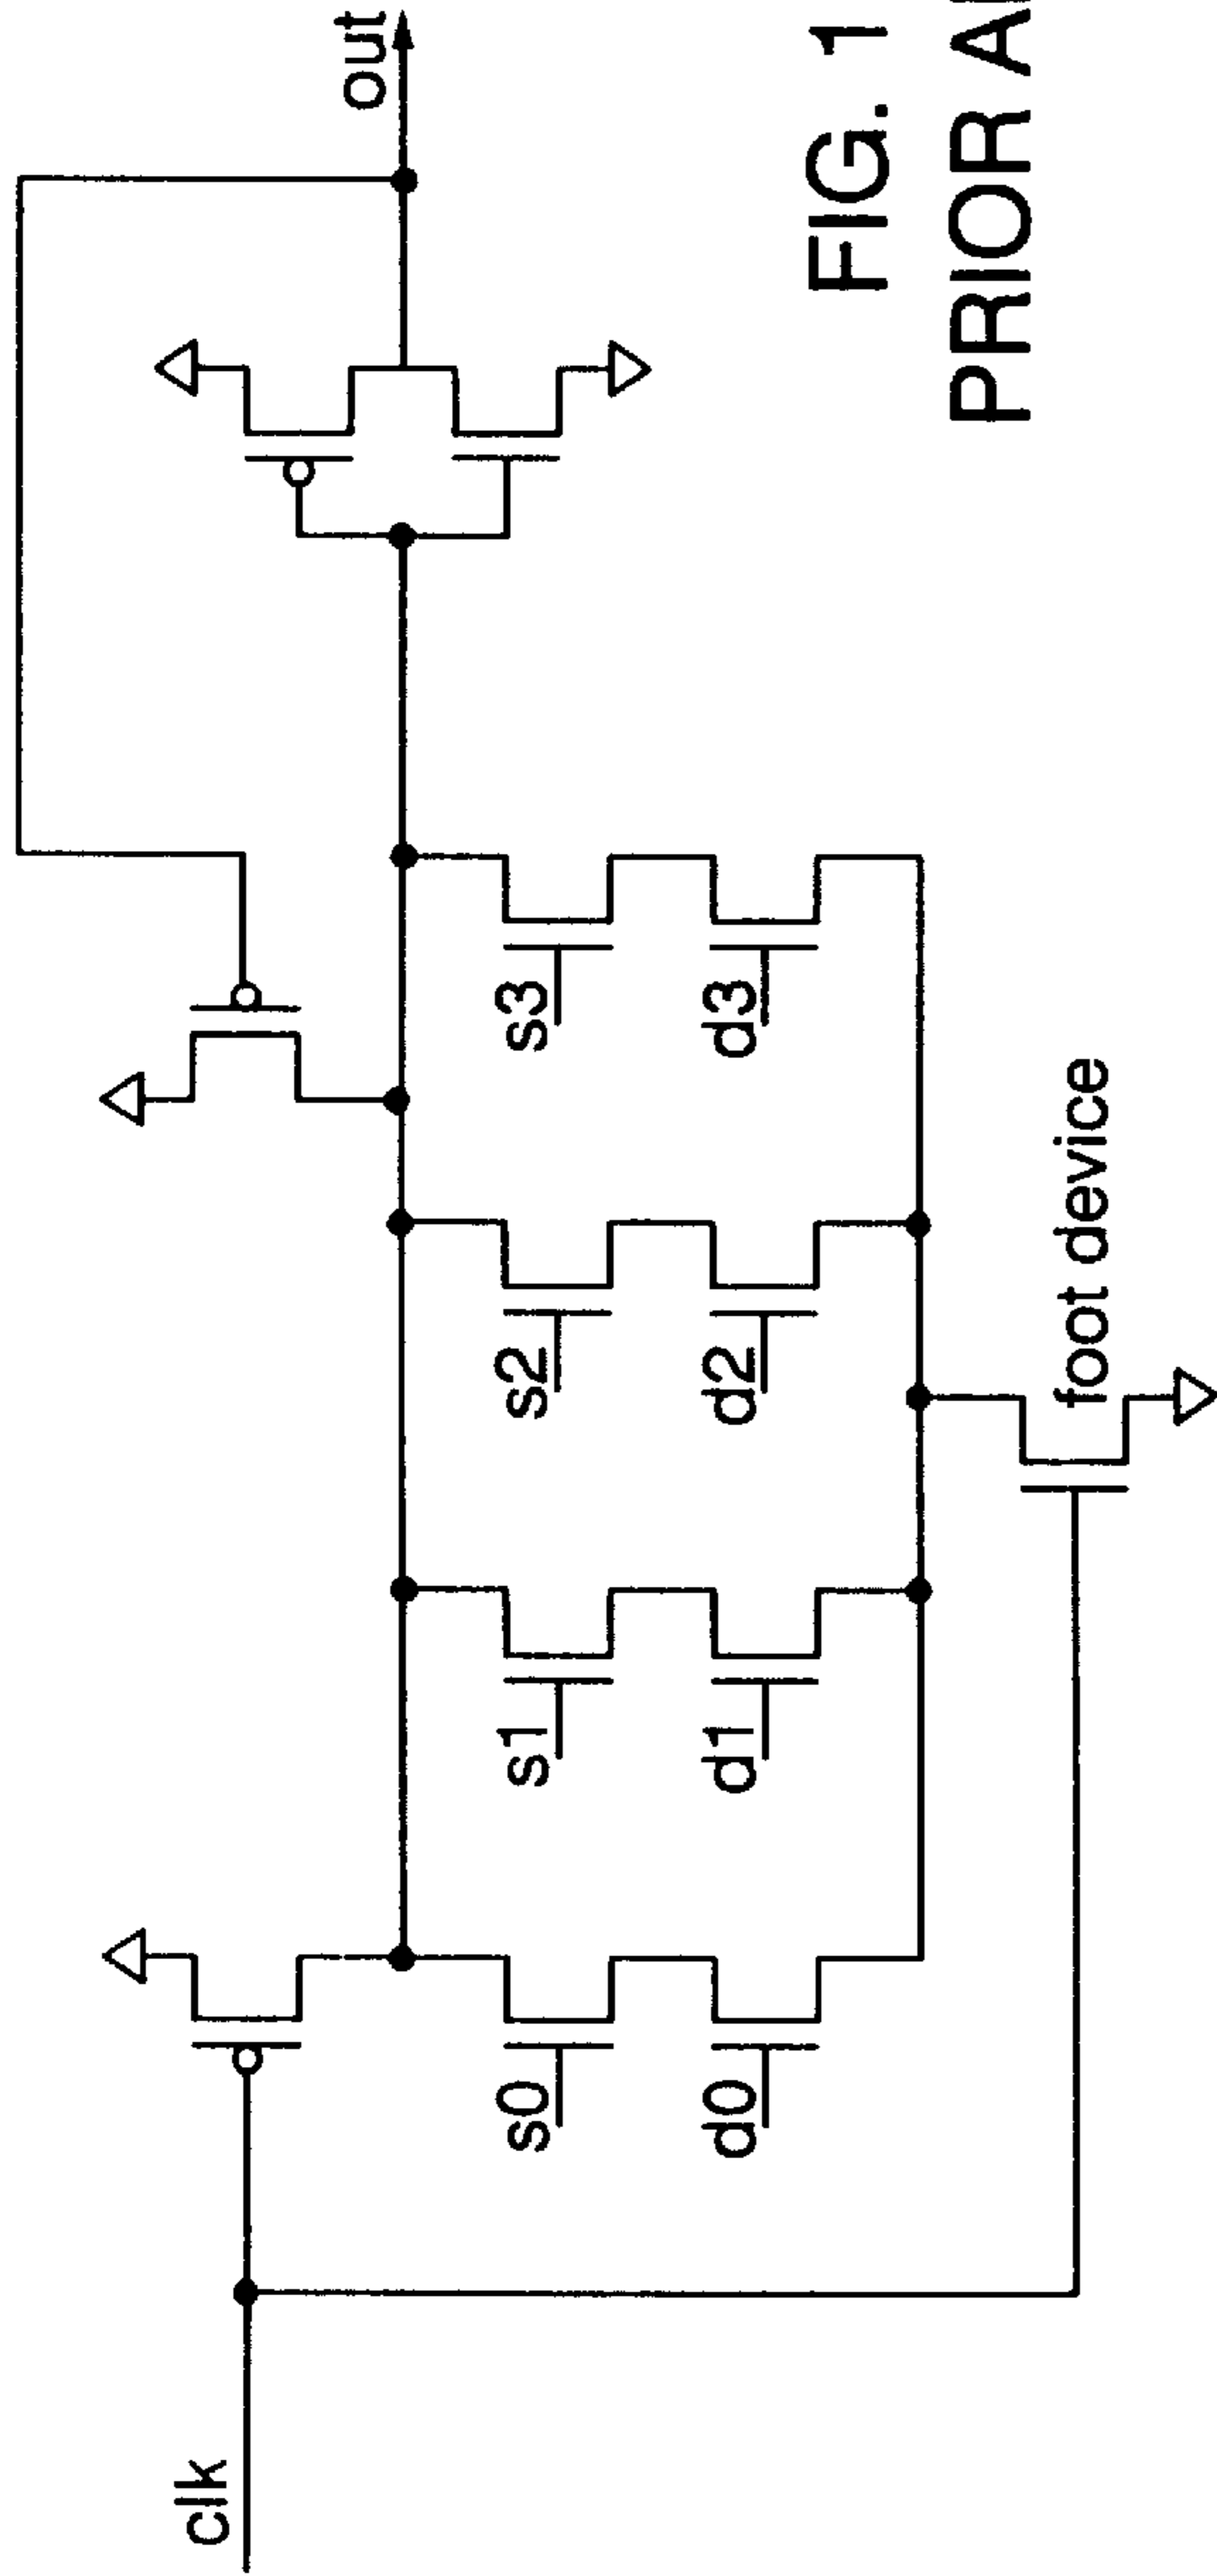 clk
out
s0
s1
s2
s3
d0
d1
d2
d3
foot device
FIG. 1
PRIOR